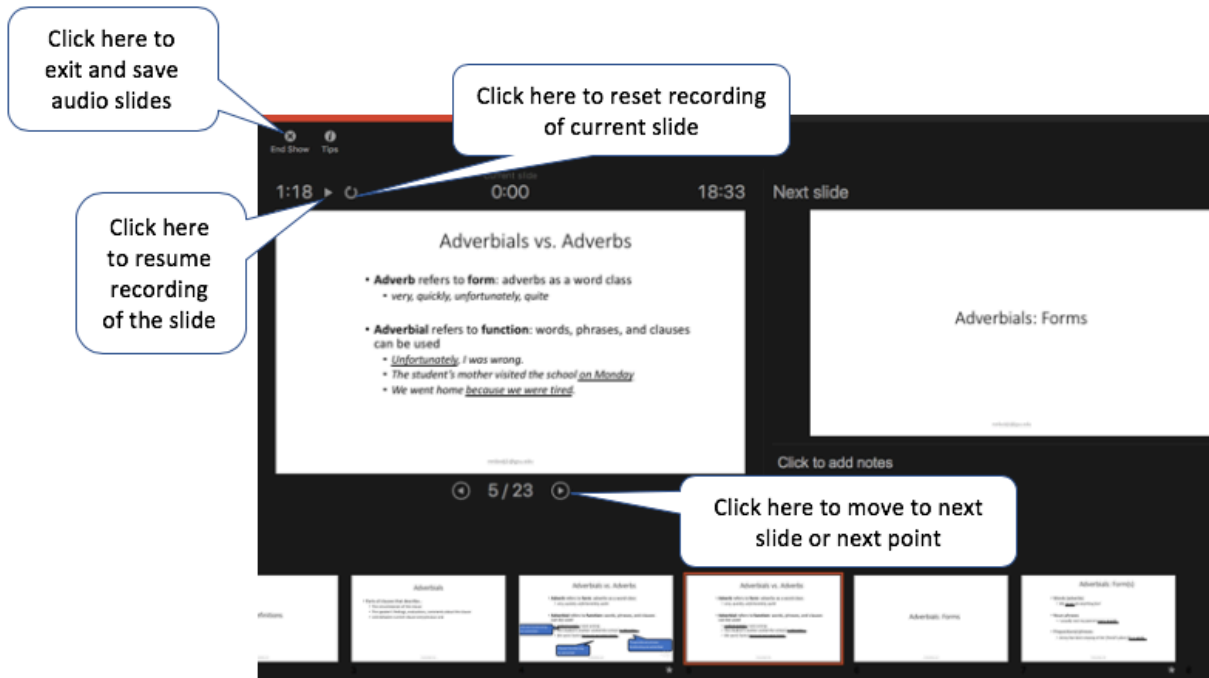 Click here to
exit and save
audio slides
Click here to reset recording
of current slide
End Show Tips
Current slide
1:18 0:00 18:33 Next slide
Click here
to resume
recording
of the slide
Adverbials vs. Adverbs
• Adverb refers to form: adverbs as a word class
• very, quickly, unfortunately, quite
• Adverbial refers to function: words, phrases, and clauses
can be used
• Unfortunately, I was wrong.
• The student's mother visited the school on Monday
• We went home because we were tired.
Adverbials: Forms
Click to add notes
5 / 23
Click here to move to next
slide or next point
Adverbials
Adverbials vs. Adverbs
Adverbials vs. Adverbs
Adverbials: Forms
Adverbials: Form(s)